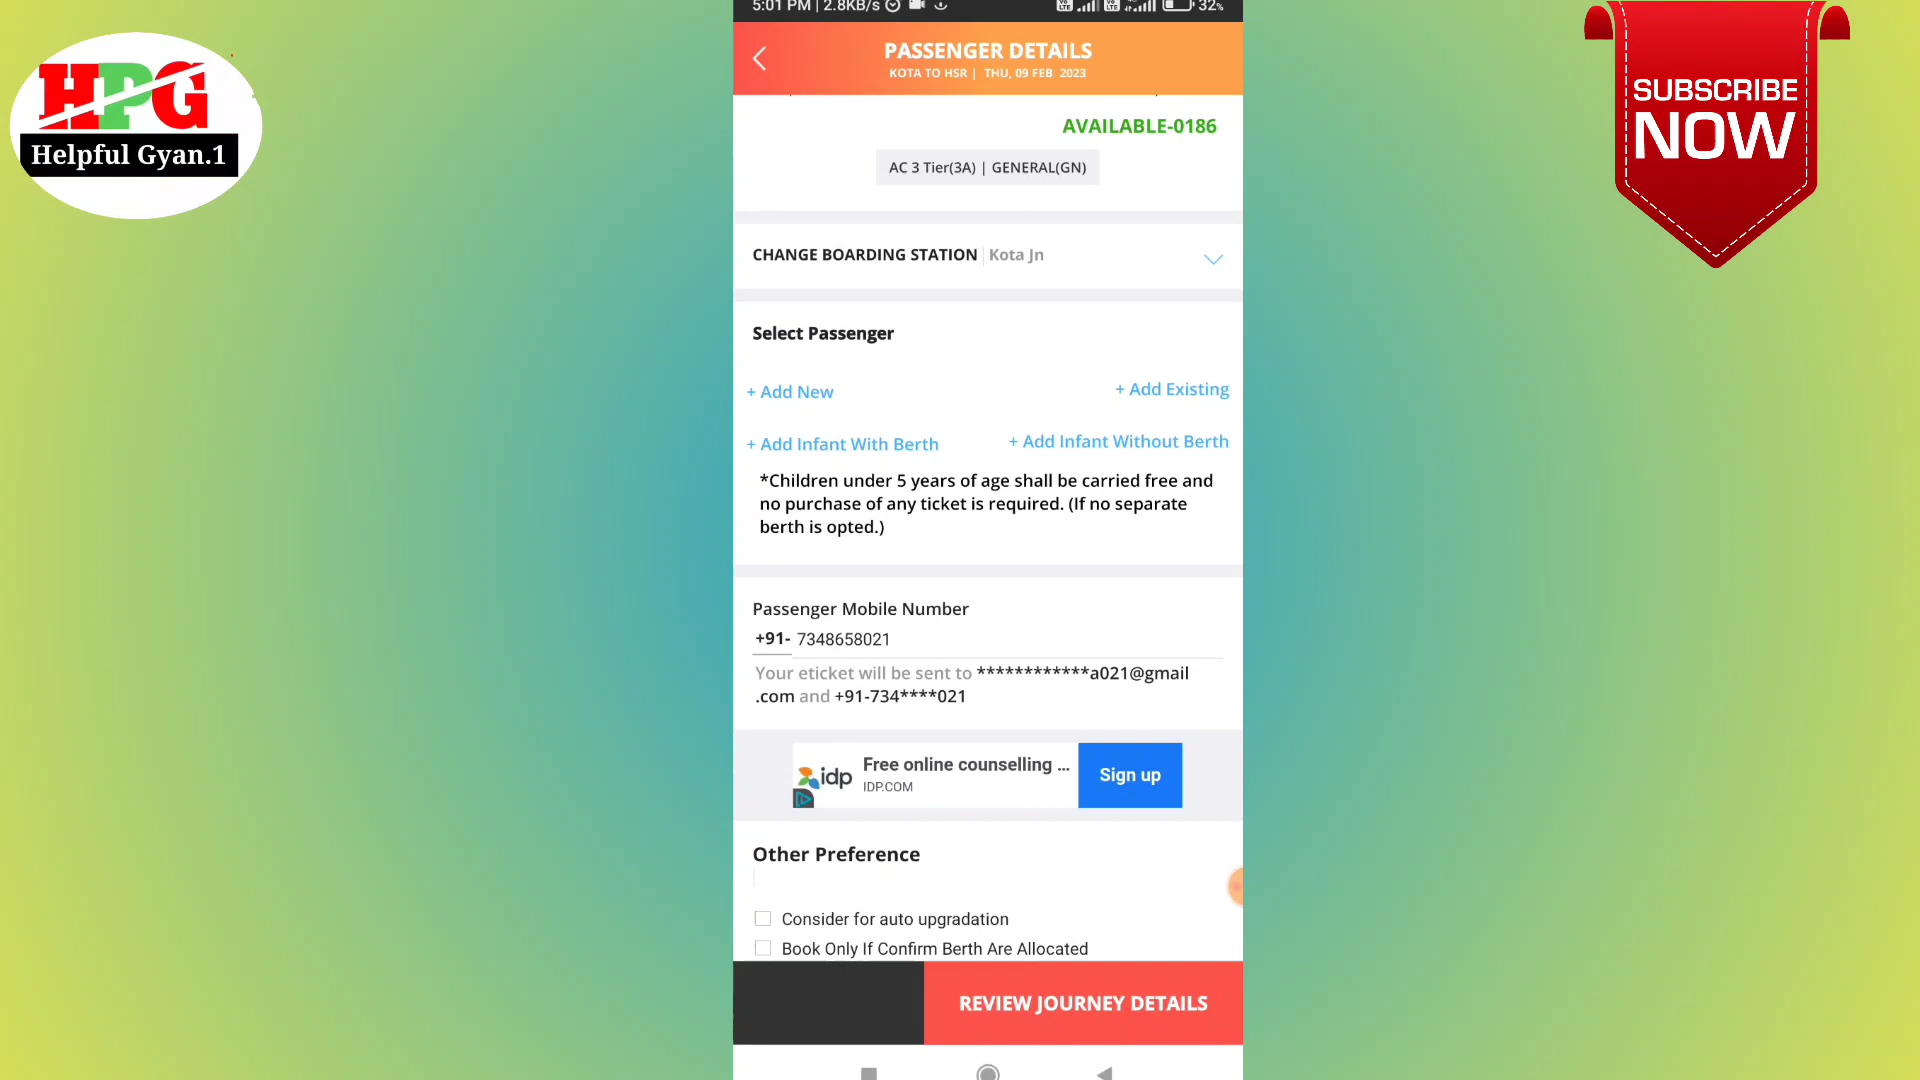 5:01 PM | 2.8KB/s
32%
PASSENGER DETAILS
KOTA TO HSR | THU, 09 FEB 2023
HPG
Helpful Gyan.1
SUBSCRIBE
NOW
AVAILABLE-0186
AC 3 Tier(3A) | GENERAL(GN)
CHANGE BOARDING STATION Kota Jn
Select Passenger
+ Add New
+ Add Existing
+ Add Infant With Berth
+ Add Infant Without Berth
*Children under 5 years of age shall be carried free and
no purchase of any ticket is required. (If no separate
berth is opted.)
Passenger Mobile Number
+91- 7348658021
Your eticket will be sent to ************a021@gmail
.com and +91-734****021
idp
Free online counselling ...
IDP.COM
Sign up
Other Preference
Consider for auto upgradation
Book Only If Confirm Berth Are Allocated
REVIEW JOURNEY DETAILS